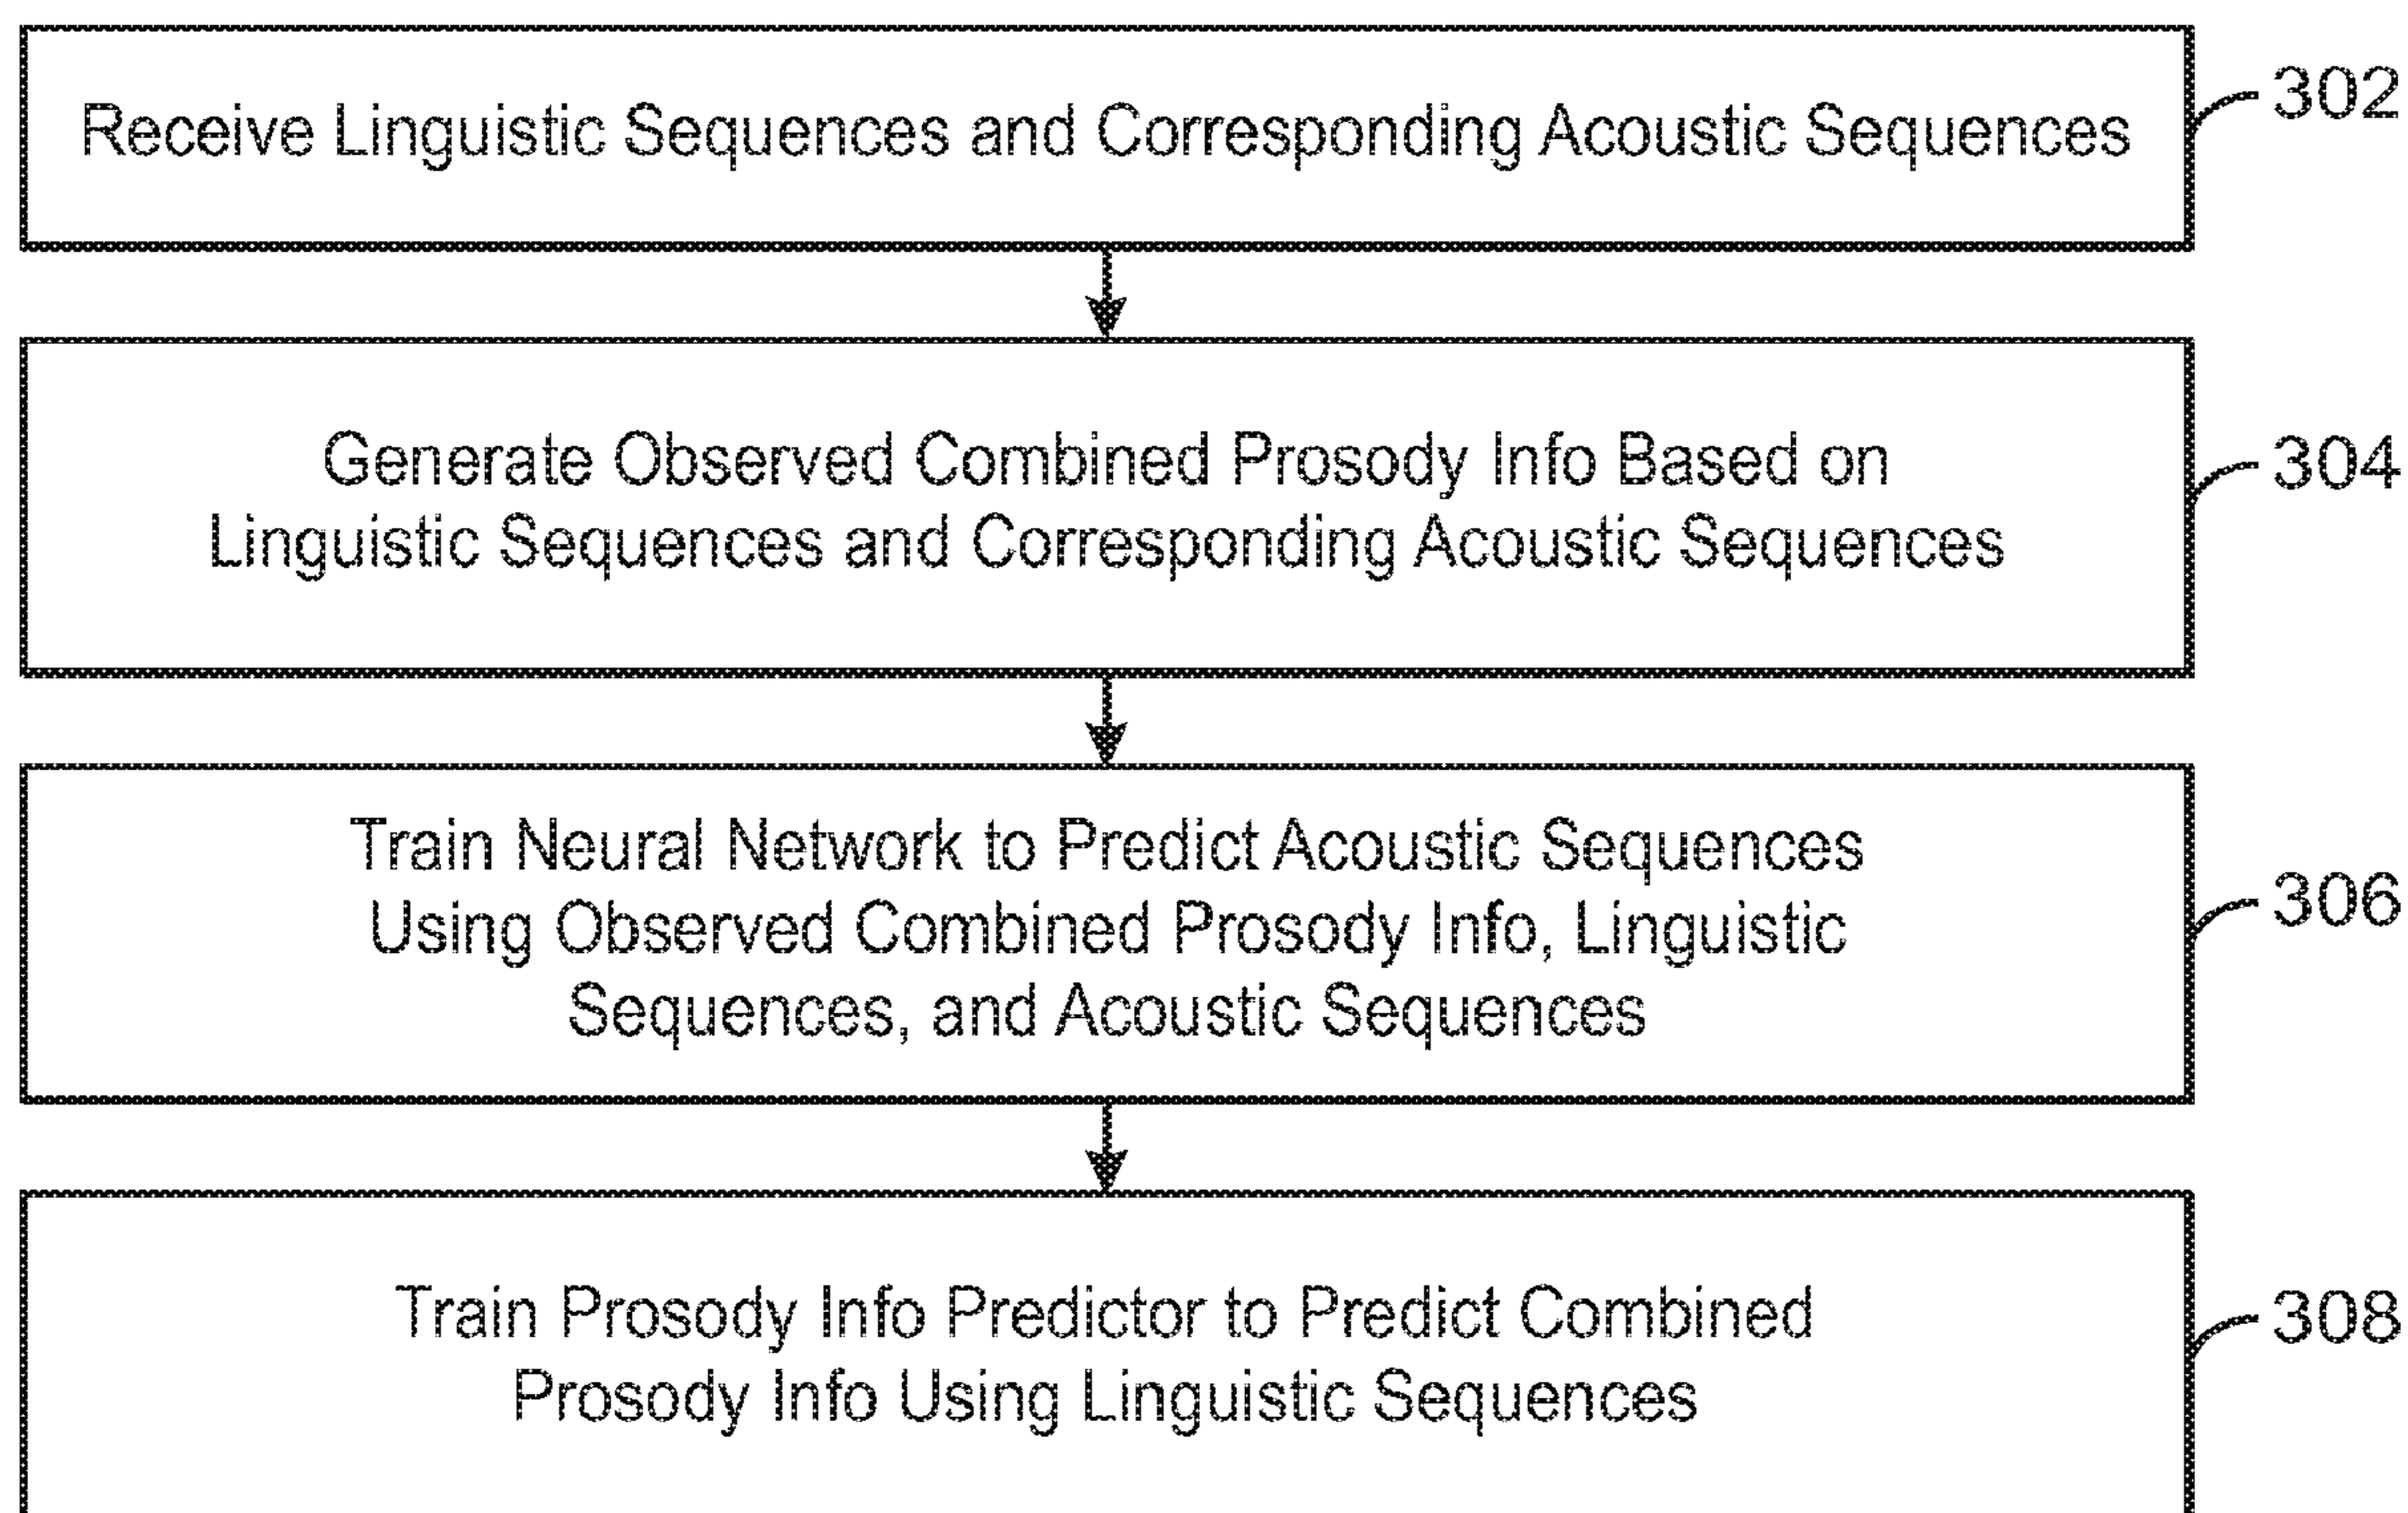 Receive Linguistic Sequences and Corresponding Acoustic Sequences
302
Generate Observed Combined Prosody Info Based on
Linguistic Sequences and Corresponding Acoustic Sequences
304
Train Neural Network to Predict Acoustic Sequences
Using Observed Combined Prosody Info, Linguistic
Sequences, and Acoustic Sequences
306
Train Prosody Info Predictor to Predict Combined
Prosody Info Using Linguistic Sequences
308